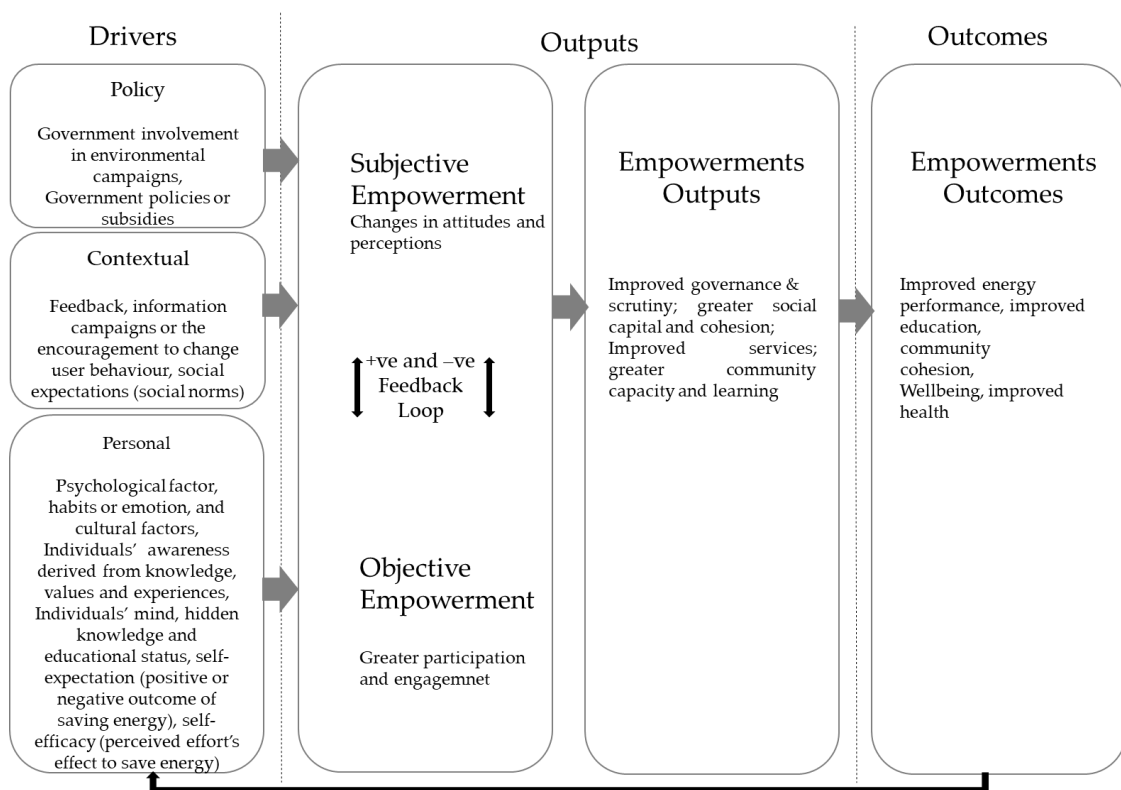 Drivers
Outputs
Outcomes
Policy
Government involvement
in environmental
campaigns,
Government policies or
subsidies
Contextual
Feedback, information
campaigns or the
encouragement to change
user behaviour, social
expectations (social norms)
Personal
Psychological factor,
habits or emotion, and
cultural factors,
Individuals’ awareness
derived from knowledge,
values and experiences,
Individuals’ mind, hidden
knowledge and
educational status, self-
expectation (positive or
negative outcome of
saving energy), self-
efficacy (perceived effort’s
effect to save energy)
Subjective
Empowerment
Changes in attitudes and
perceptions
+ve and –ve
Feedback
Loop
Objective
Empowerment
Greater participation
and engagemnet
Empowerments
Outputs
Improved governance &
scrutiny; greater social
capital and cohesion;
Improved services;
greater community
capacity and learning
Empowerments
Outcomes
Improved energy
performance, improved
education,
community
cohesion,
Wellbeing, improved
health